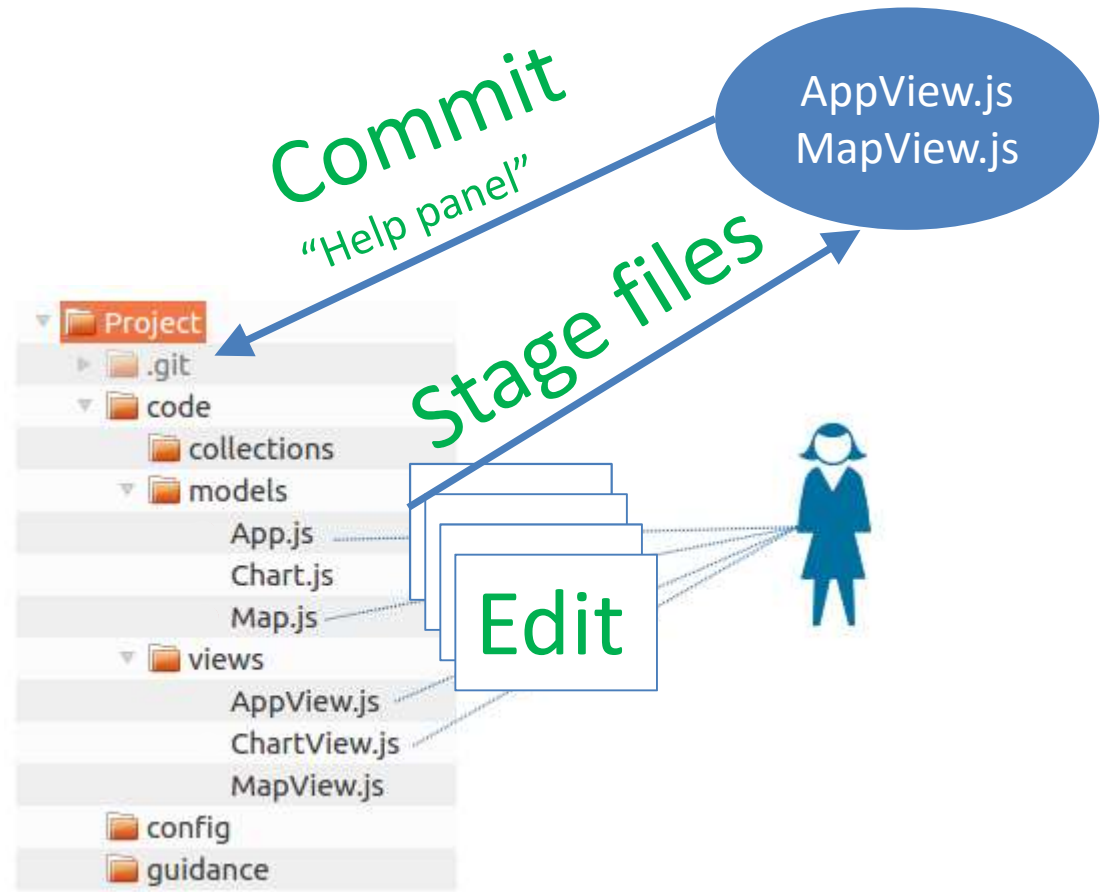 Commit
“Help panel”
AppView.js
MapView.js
Stage files
Project
.git
code
collections
models
App.js
Chart.js
Map.js
Edit
views
AppView.js
ChartView.js
MapView.js
config
guidance